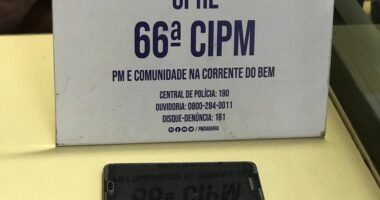 66ª CIPM
PM E COMUNIDADE NA CORRENTE DO BEM
CENTRAL DE POLÍCIA: 190
OUVIDORIA: 0800-284-0011
DISQUE-DENÚNCIA: 181